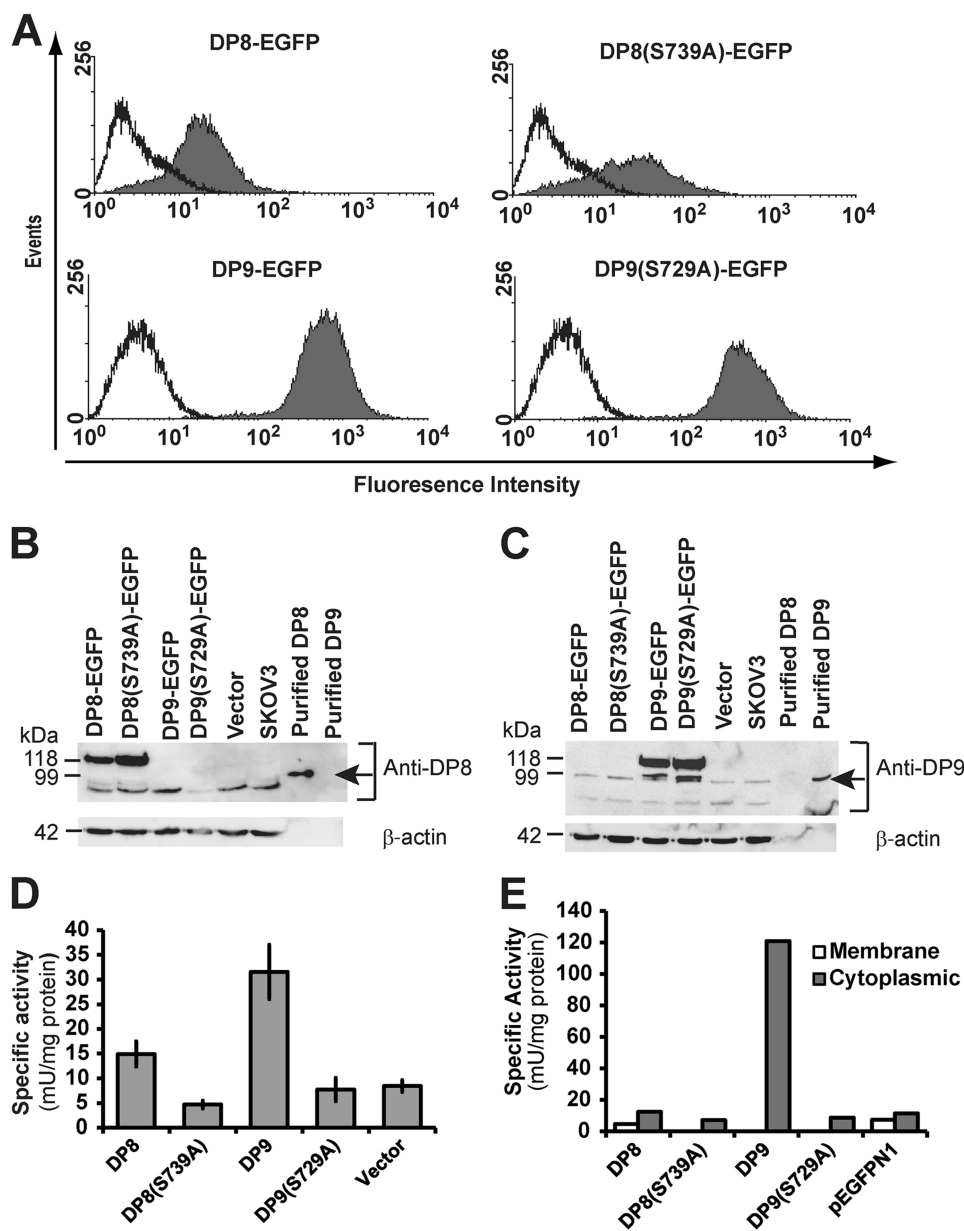 A
DP8-EGFP
DP8(S739A)-EGFP
256
0
10^0 10^1 10^2 10^3 10^4
256
0
10^0 10^1 10^2 10^3 10^4
Events
DP9-EGFP
DP9(S729A)-EGFP
256
0
10^0 10^1 10^2 10^3 10^4
256
0
10^0 10^1 10^2 10^3 10^4
Fluoresence Intensity
B
DP8-EGFP
DP8(S739A)-EGFP
DP9-EGFP
DP9(S729A)-EGFP
Vector
SKOV3
Purified DP8
Purified DP9
kDa
118
99
Anti-DP8
42
β-actin
C
DP8-EGFP
DP8(S739A)-EGFP
DP9-EGFP
DP9(S729A)-EGFP
Vector
SKOV3
Purified DP8
Purified DP9
kDa
118
99
Anti-DP9
42
β-actin
D
Specific activity
(mU/mg protein)
40
35
30
25
20
15
10
5
0
DP8
DP8(S739A)
DP9
DP9(S729A)
Vector
E
Specific Activity
(mU/mg protein)
140
120
100
80
60
40
20
0
Membrane
Cytoplasmic
DP8
DP8(S739A)
DP9
DP9(S729A)
pEGFPN1